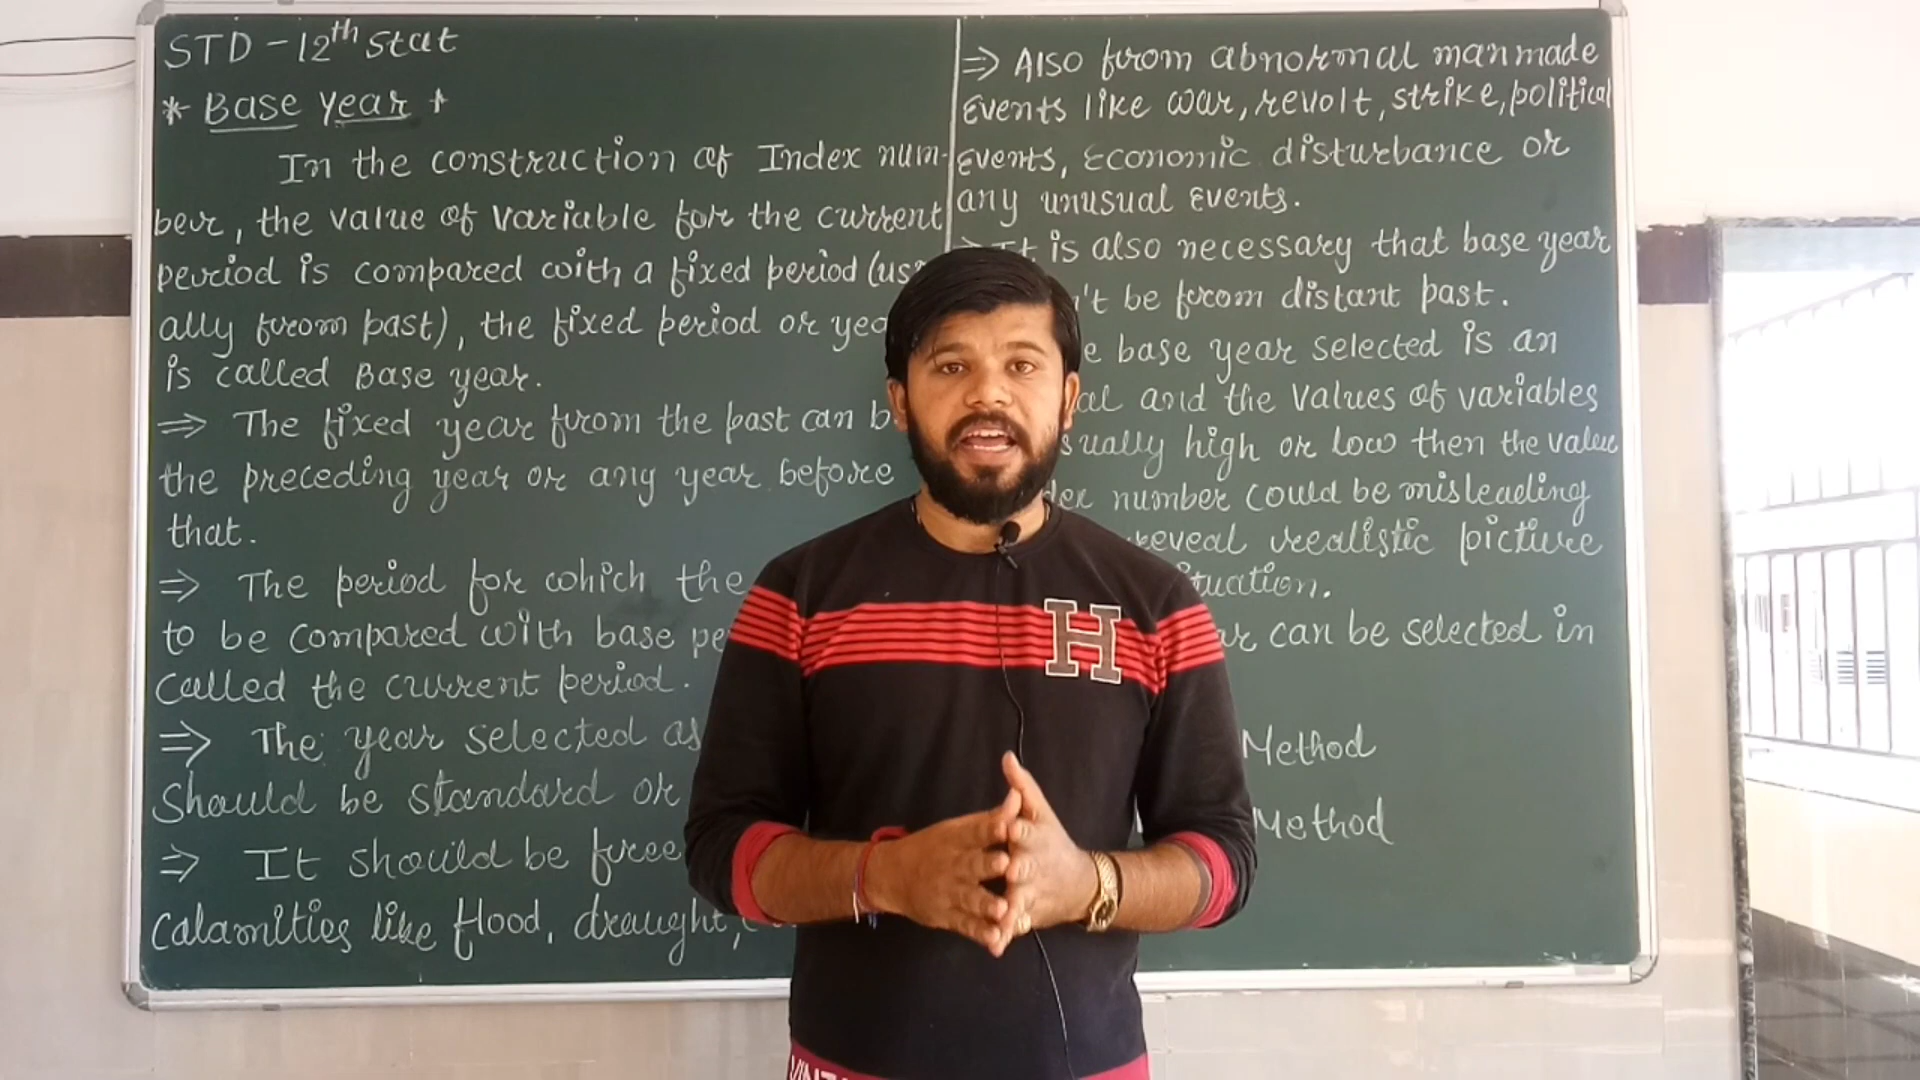 STD - 12th Stat
* Base Year *
In the construction of Index num-
ber, the value of variable for the current
period is compared with a fixed period (us
ally from past), the fixed period or yea
is called Base year.
⇒ The fixed year from the past can b
the preceding year or any year before
that.
⇒ The period for which the
to be compared with base pe
called the current period.
⇒ The year selected as
Should be standard or
⇒ It should be free
calamities like flood, draught,
⇒ Also from abnormal manmade
events like war, revolt, strike, political
events, Economic disturbance or
any unusual events.
It is also necessary that base year
't be from distant past.
e base year selected is an
al and the values of variables
sually high or low then the value
dex number could be misleading
reveal realistic picture
tuation.
ar can be selected in
Method
Method
H